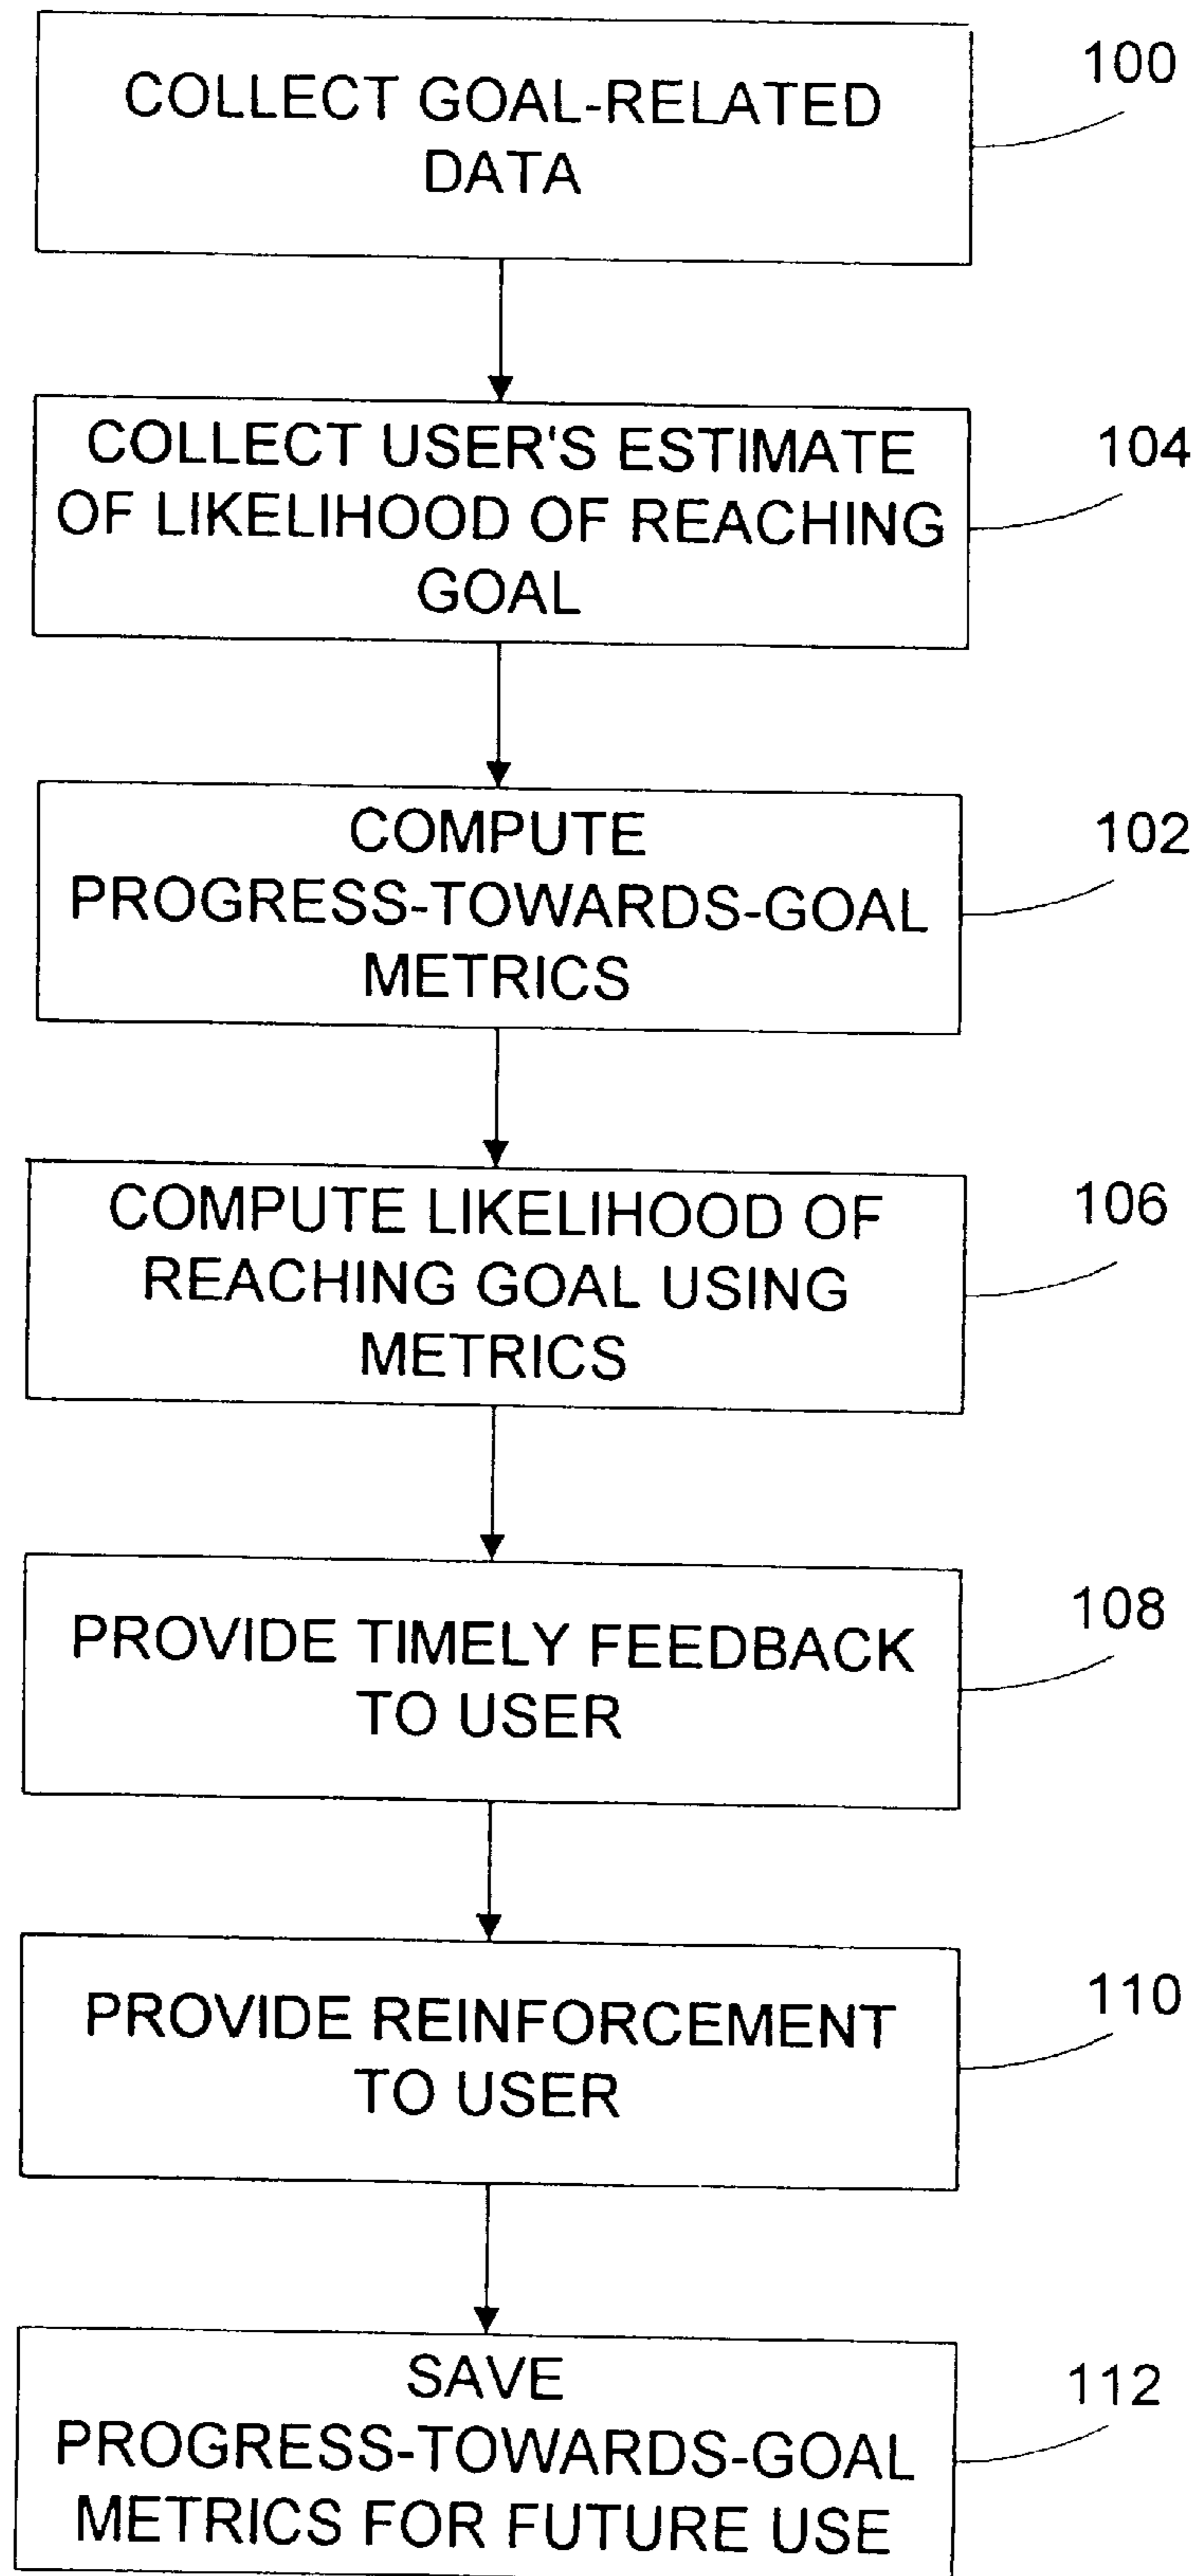 COLLECT GOAL-RELATED
DATA
100
COLLECT USER'S ESTIMATE
OF LIKELIHOOD OF REACHING
GOAL
104
COMPUTE
PROGRESS-TOWARDS-GOAL
METRICS
102
COMPUTE LIKELIHOOD OF
REACHING GOAL USING
METRICS
106
PROVIDE TIMELY FEEDBACK
TO USER
108
PROVIDE REINFORCEMENT
TO USER
110
SAVE
PROGRESS-TOWARDS-GOAL
METRICS FOR FUTURE USE
112